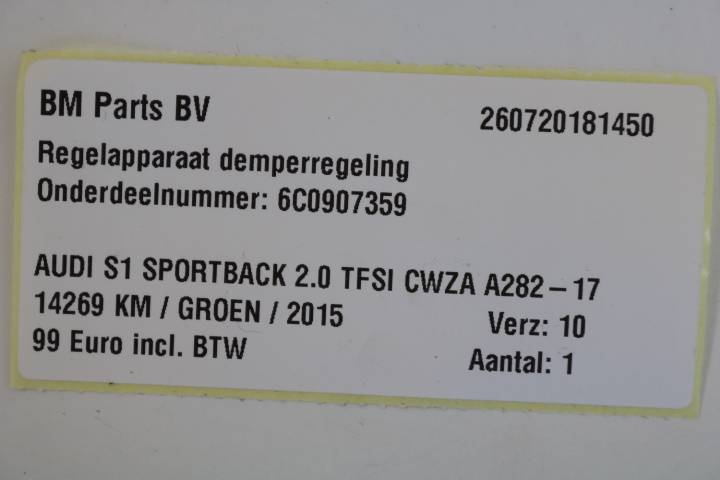 BM Parts BV 260720181450
Regelapparaat demperregeling
Onderdeelnummer: 6C0907359
AUDI S1 SPORTBACK 2.0 TFSI CWZA A282-17
14269 KM / GROEN / 2015 Verz: 10
99 Euro incl. BTW Aantal: 1